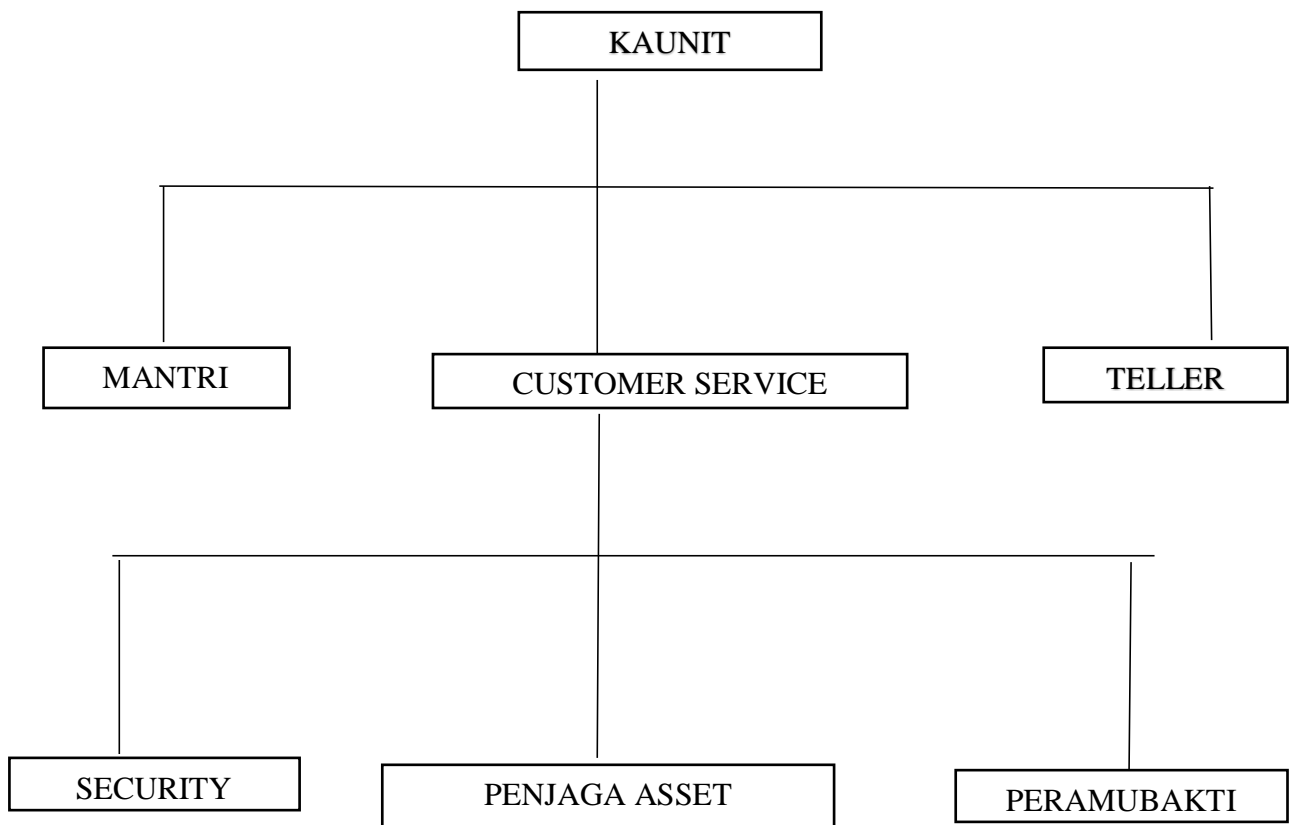 KAUNIT
MANTRI
CUSTOMER SERVICE
TELLER
SECURITY
PENJAGA ASSET
PERAMUBAKTI